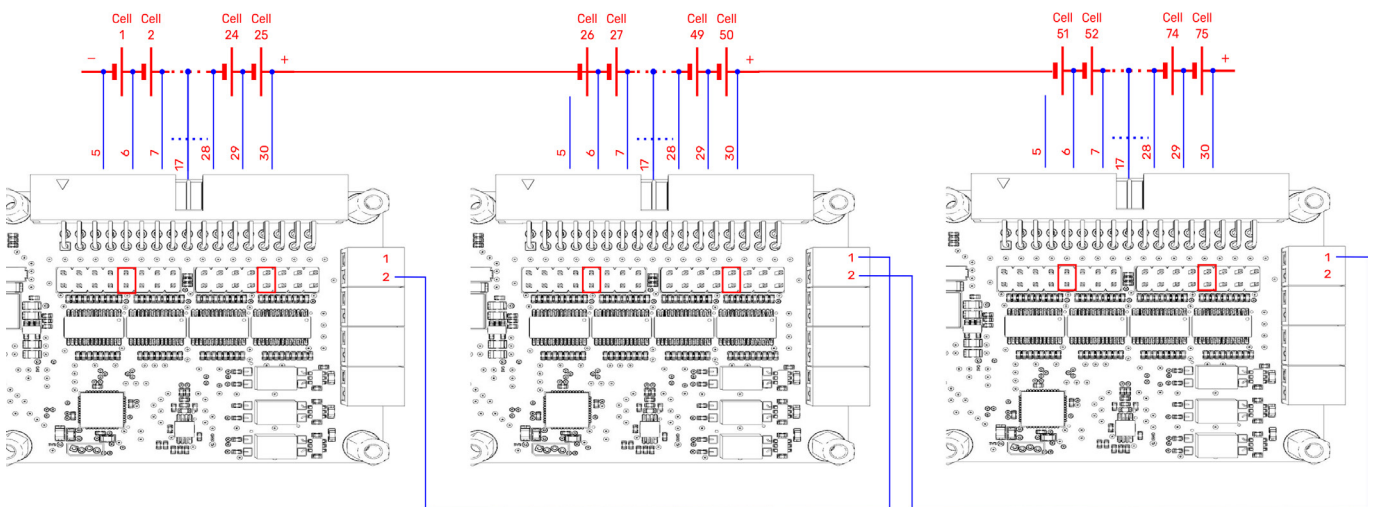 Cell 1
Cell 2
Cell 24
Cell 25
Cell 26
Cell 27
Cell 49
Cell 50
Cell 51
Cell 52
Cell 74
Cell 75
− +
+
+
5 6 7 17 28 29 30
5 6 7 17 28 29 30
5 6 7 17 28 29 30
1
2
1
2
1
2